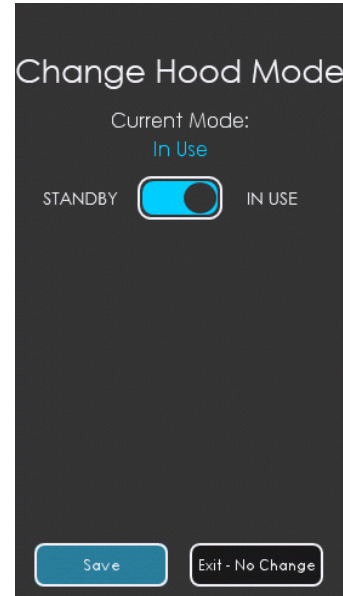 Change Hood Mode
Current Mode:
In Use
STANDBY IN USE
Save Exit - No Change